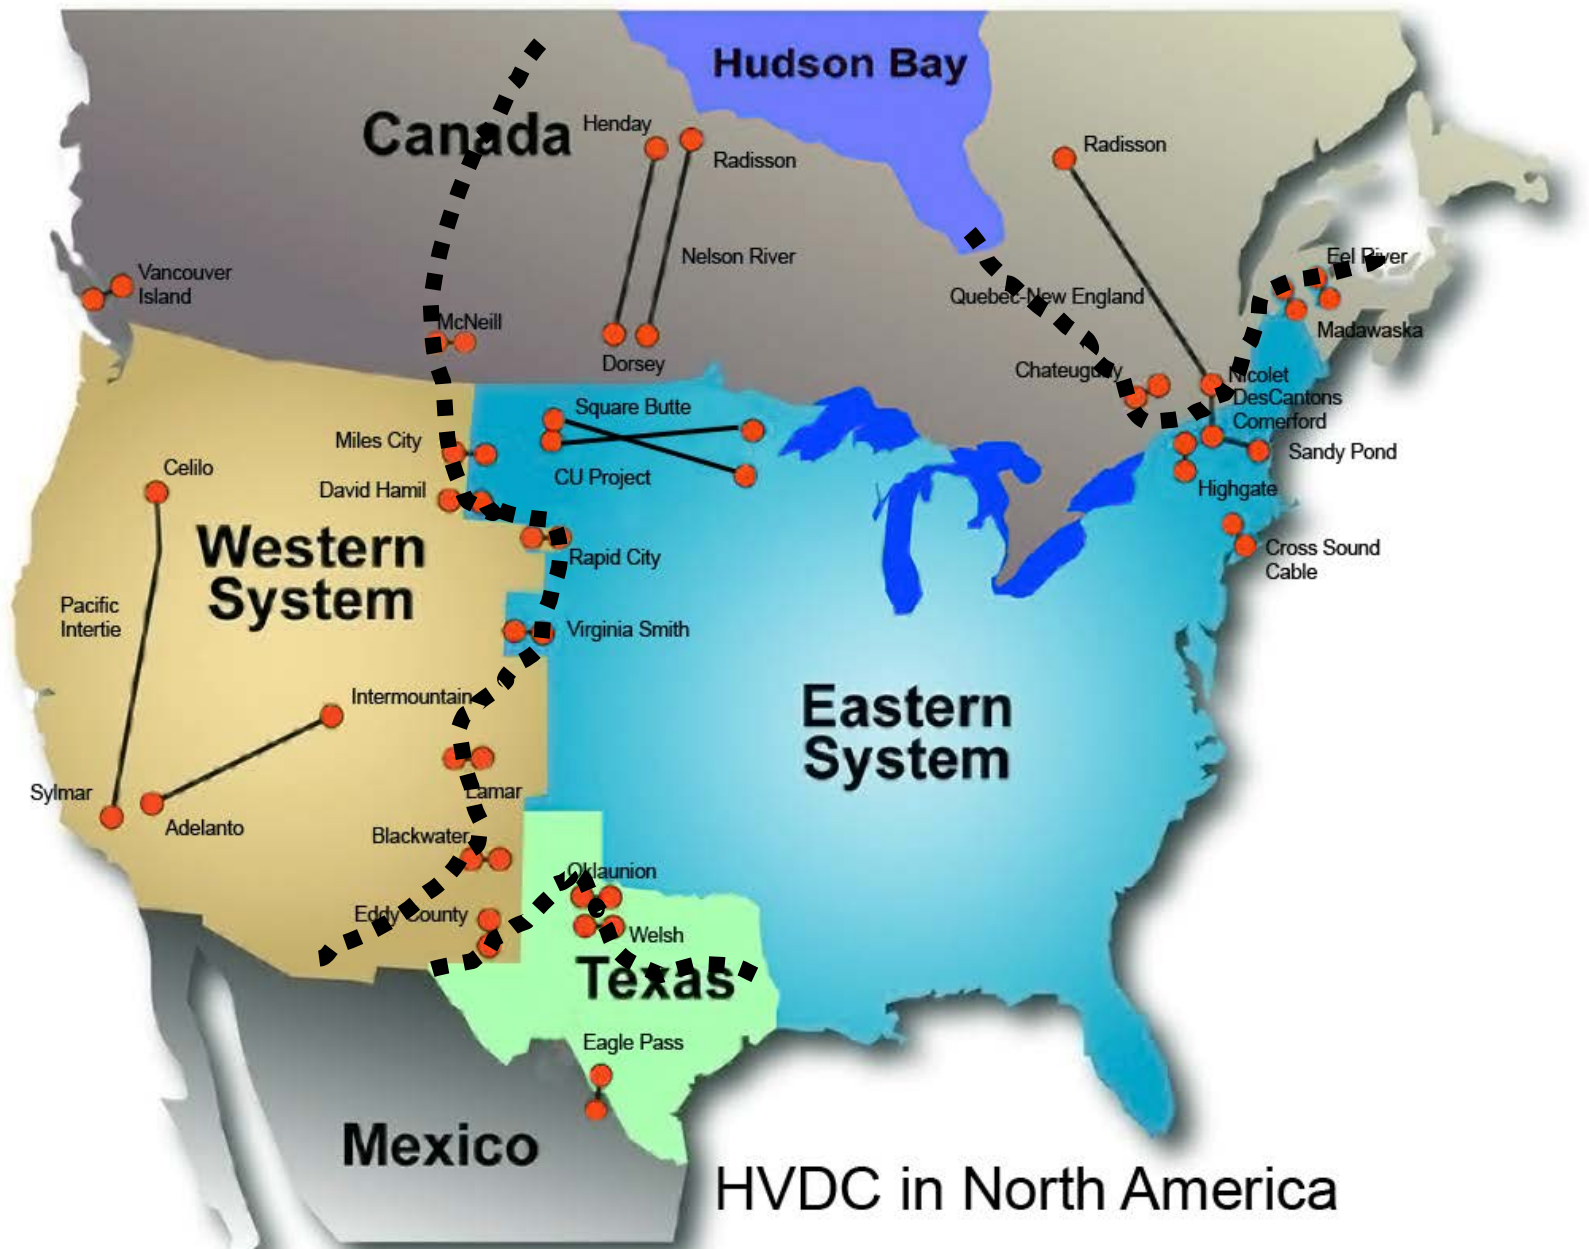 Hudson Bay
Canada
Henday
Radisson
Radisson
Nelson River
Eel River
Vancouver
Island
Quebec-New England
McNeill
Madawaska
Dorsey
Chateuguay
Nicolet
DesCantons
Comerford
Square Butte
Miles City
Sandy Pond
Celilo
CU Project
David Hamil
Highgate
Western
System
Rapid City
Cross Sound
Cable
Pacific
Intertie
Virginia Smith
Intermountain
Eastern
System
Sylmar
Lamar
Adelanto
Blackwater
Oklaunion
Eddy County
Welsh
Texas
Eagle Pass
Mexico
HVDC in North America